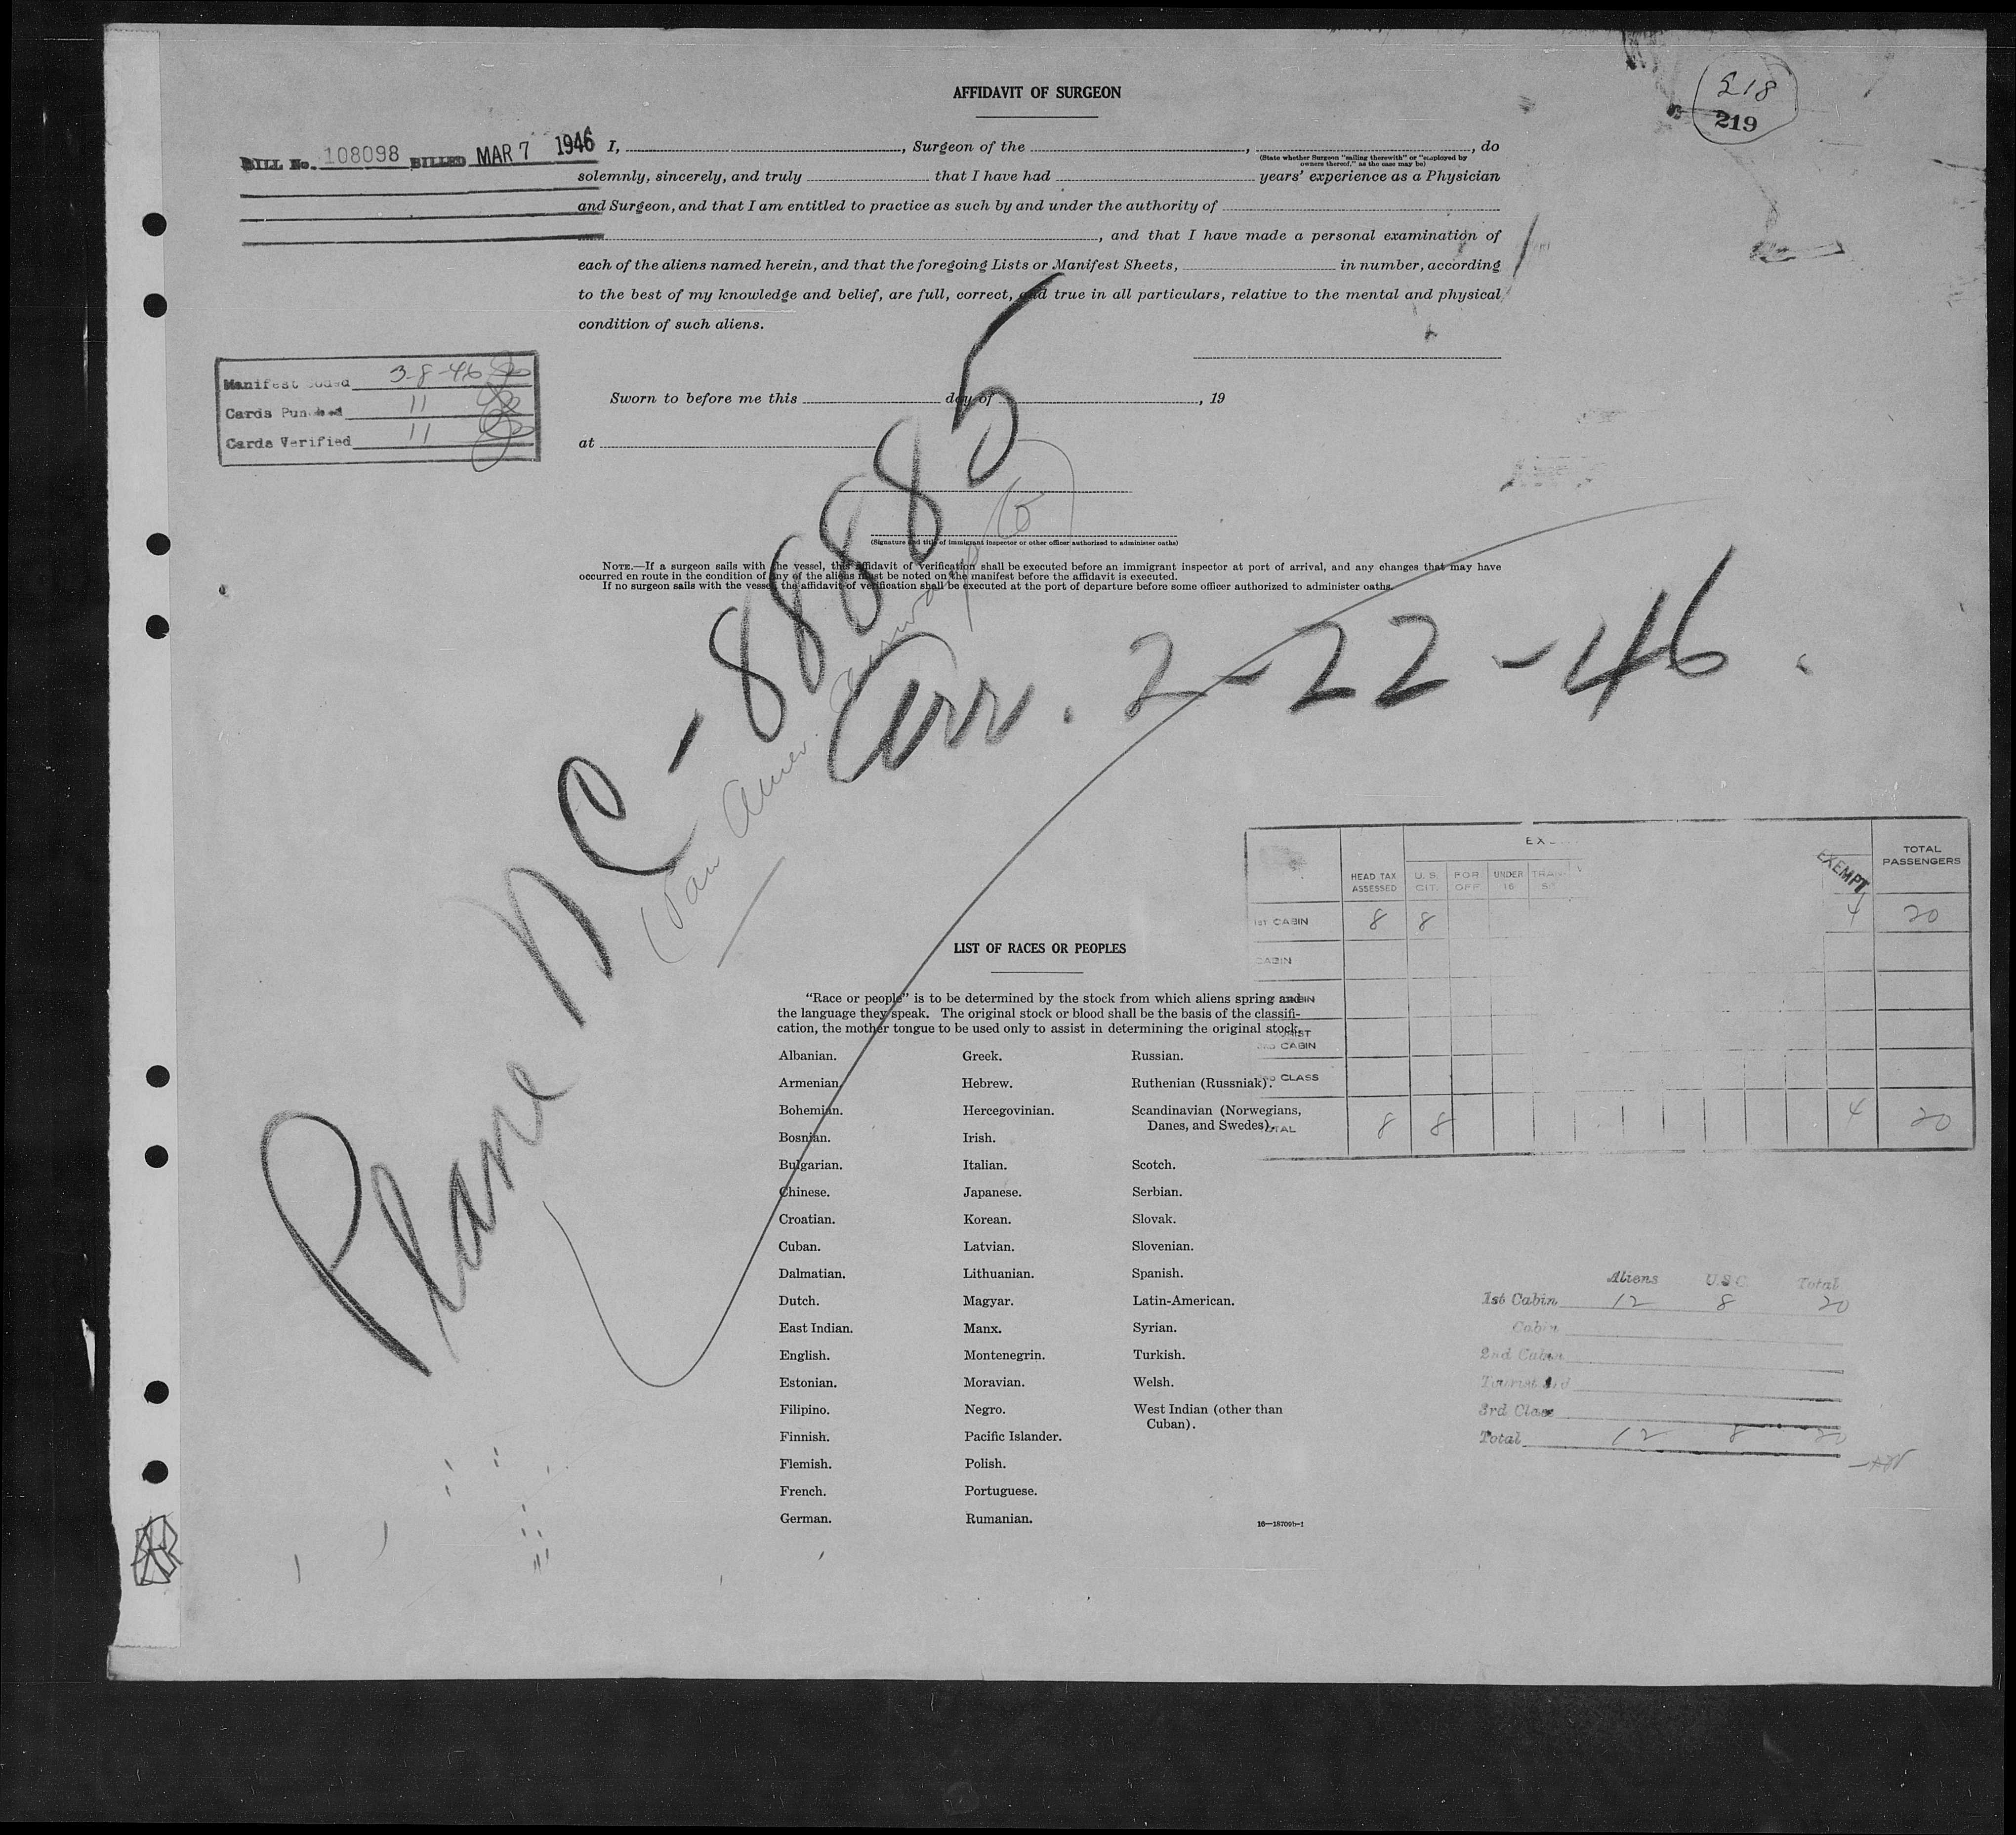 AFFIDAVIT OF SURGEON
218
219
BILL No. 108098 BILLED MAR 7 1946
I, , Surgeon of the , , do
(State whether Surgeon "sailing therewith" or "employed by
owners thereof," as the case may be)
solemnly, sincerely, and truly that I have had years' experience as a Physician
and Surgeon, and that I am entitled to practice as such by and under the authority of
, and that I have made a personal examination of
each of the aliens named herein, and that the foregoing Lists or Manifest Sheets, in number, according
to the best of my knowledge and belief, are full, correct, and true in all particulars, relative to the mental and physical
condition of such aliens.
Manifest Coded 3-8-46
Cards Punched 11
Cards Verified 11
Sworn to before me this day of , 19
at
(Signature and title of immigrant inspector or other officer authorized to administer oaths)
NOTE.—If a surgeon sails with the vessel, this affidavit of verification shall be executed before an immigrant inspector at port of arrival, and any changes that may have
occurred en route in the condition of any of the aliens must be noted on the manifest before the affidavit is executed.
If no surgeon sails with the vessel, the affidavit of verification shall be executed at the port of departure before some officer authorized to administer oaths.
Plane NC-88885
(Pan Amer. Airways)
Arr. 2-22-46.
HEAD TAX ASSESSED U.S. CIT. FOR. OFF. UNDER 16 EXEMPT TOTAL PASSENGERS
1st CABIN 8 8 4 20
CABIN
CABIN
CABIN
CLASS
TOTAL 8 8 4 20
LIST OF RACES OR PEOPLES
"Race or people" is to be determined by the stock from which aliens spring and
the language they speak. The original stock or blood shall be the basis of the classifi-
cation, the mother tongue to be used only to assist in determining the original stock.
Albanian.
Armenian.
Bohemian.
Bosnian.
Bulgarian.
Chinese.
Croatian.
Cuban.
Dalmatian.
Dutch.
East Indian.
English.
Estonian.
Filipino.
Finnish.
Flemish.
French.
German.
Greek.
Hebrew.
Hercegovinian.
Irish.
Italian.
Japanese.
Korean.
Latvian.
Lithuanian.
Magyar.
Manx.
Montenegrin.
Moravian.
Negro.
Pacific Islander.
Polish.
Portuguese.
Rumanian.
Russian.
Ruthenian (Russniak).
Scandinavian (Norwegians,
Danes, and Swedes).
Scotch.
Serbian.
Slovak.
Slovenian.
Spanish.
Latin-American.
Syrian.
Turkish.
Welsh.
West Indian (other than
Cuban).
16—18700b-1
Aliens U.S.C. Total
1st Cabin 12 8 20
Cabin
2nd Cabin
Tourist 3rd
3rd Class
Total 12 8 20